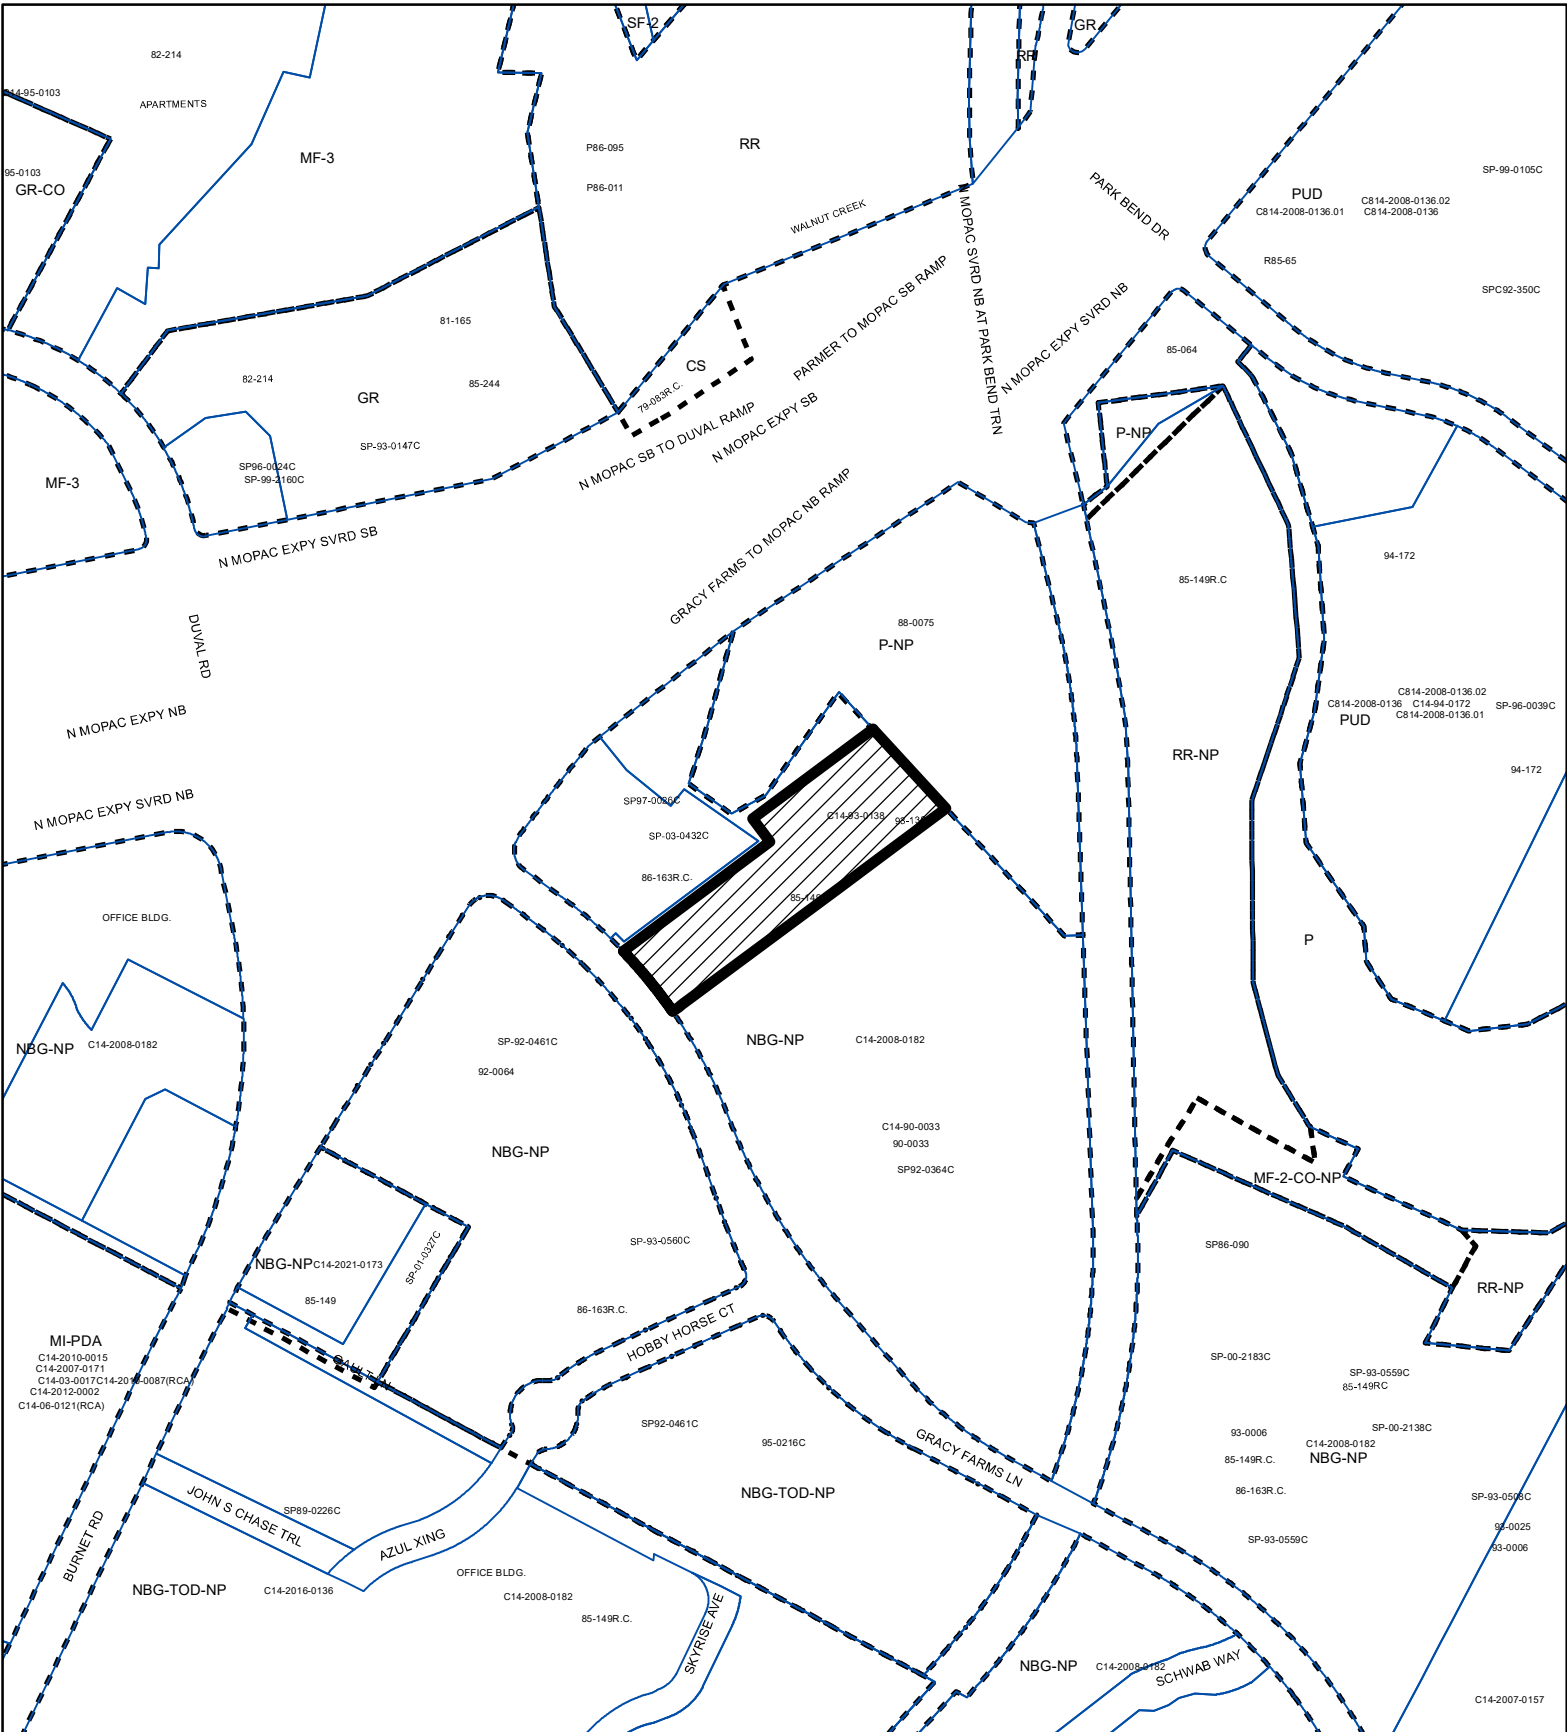 SF-2
GR
RR
82-214
14-95-0103
APARTMENTS
MF-3
P86-095
RR
P86-011
95-0103
GR-CO
WALNUT CREEK
PARK BEND DR
PUD
C814-2008-0136.02
C814-2008-0136.01
C814-2008-0136
SP-99-0105C
R85-65
SPC92-350C
N MOPAC SVRD NB AT PARK BEND TRN
PARMER TO MOPAC SB RAMP
N MOPAC EXPY SVRD NB
81-165
82-214
85-244
GR
CS
79-083R.C.
85-064
N MOPAC SB TO DUVAL RAMP
N MOPAC EXPY SB
SP-93-0147C
P-NP
SP96-0024C
SP-99-2160C
MF-3
N MOPAC EXPY SVRD SB
GRACY FARMS TO MOPAC NB RAMP
94-172
85-149R.C
DUVAL RD
88-0075
P-NP
N MOPAC EXPY NB
C814-2008-0136.02
C814-2008-0136
C14-94-0172
SP-96-0039C
C814-2008-0136.01
PUD
RR-NP
94-172
N MOPAC EXPY SVRD NB
SP97-0026C
C14-93-0138
SP-03-0432C
86-163R.C.
OFFICE BLDG.
P
SP-92-0461C
NBG-NP
C14-2008-0182
NBG-NP
C14-2008-0182
92-0064
C14-90-0033
90-0033
NBG-NP
SP92-0364C
MF-2-CO-NP
SP-93-0560C
SP86-090
NBG-NP
C14-2021-0173
SP-01-0327C
85-149
86-163R.C.
RR-NP
HOBBY HORSE CT
MI-PDA
C14-2010-0015
C14-2007-0171
C14-03-0017
C14-2012-0002
C14-06-0121(RCA)
SP-00-2183C
SP-93-0559C
85-149RC
SP92-0461C
95-0216C
93-0006
SP-00-2138C
C14-2008-0182
NBG-NP
85-149R.C.
GRACY FARMS LN
86-163R.C.
NBG-TOD-NP
JOHN S CHASE TRL
SP89-0226C
SP-93-0508C
93-0025
93-0006
SP-93-0559C
BURNET RD
AZUL XING
OFFICE BLDG.
NBG-TOD-NP
C14-2016-0136
C14-2008-0182
85-149R.C.
SKYRISE AVE
NBG-NP
C14-2008-0182
SCHWAB WAY
C14-2007-0157